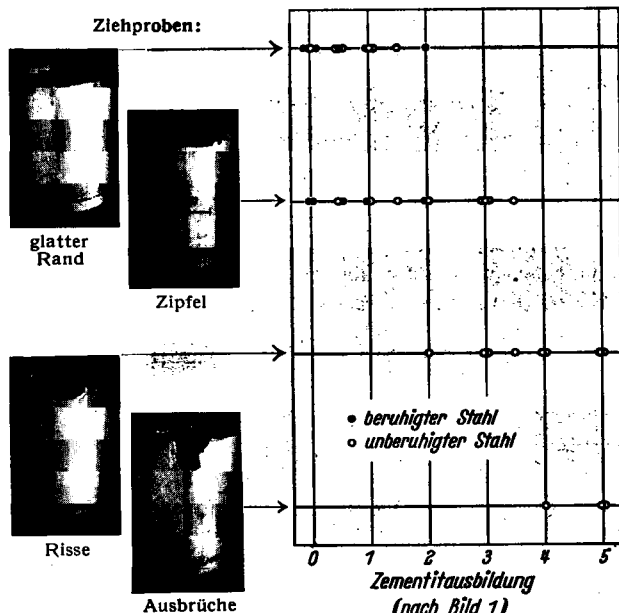 Ziehproben:
glatter
Rand
Zipfel
Risse
Ausbrüche
• beruhigter Stahl
○ unberuhigter Stahl
0 1 2 3 4 5
Zementitausbildung
(nach Bild 1)